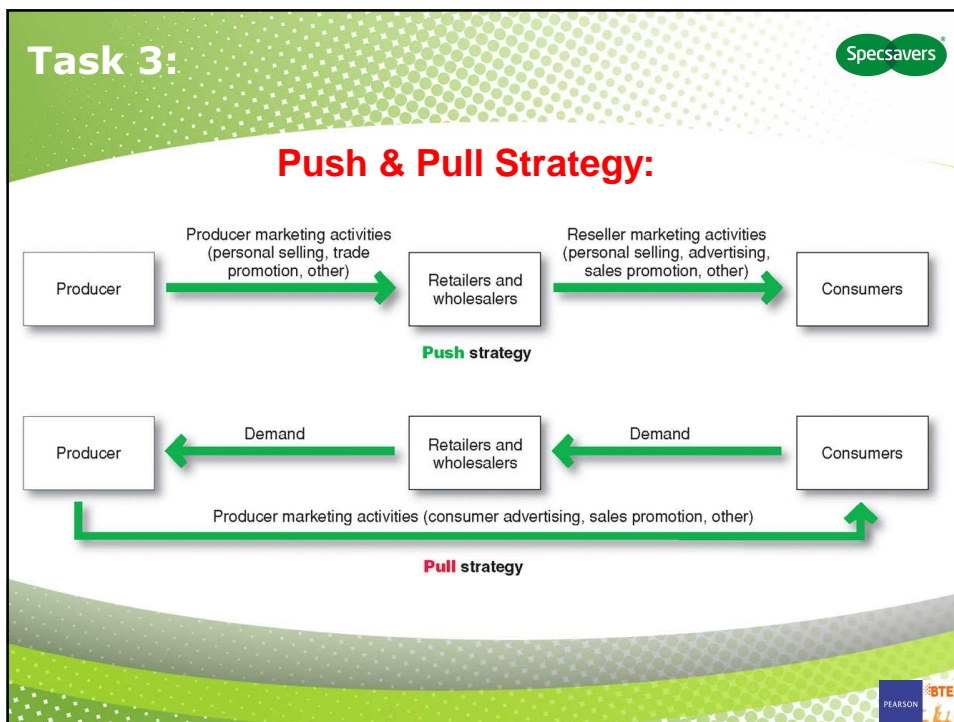 Task 3:
Specsavers
Push & Pull Strategy:
Producer marketing activities
(personal selling, trade
promotion, other)
Reseller marketing activities
(personal selling, advertising,
sales promotion, other)
Producer
Retailers and
wholesalers
Consumers
Push strategy
Producer
Demand
Retailers and
wholesalers
Demand
Consumers
Producer marketing activities (consumer advertising, sales promotion, other)
Pull strategy
PEARSON
BTE